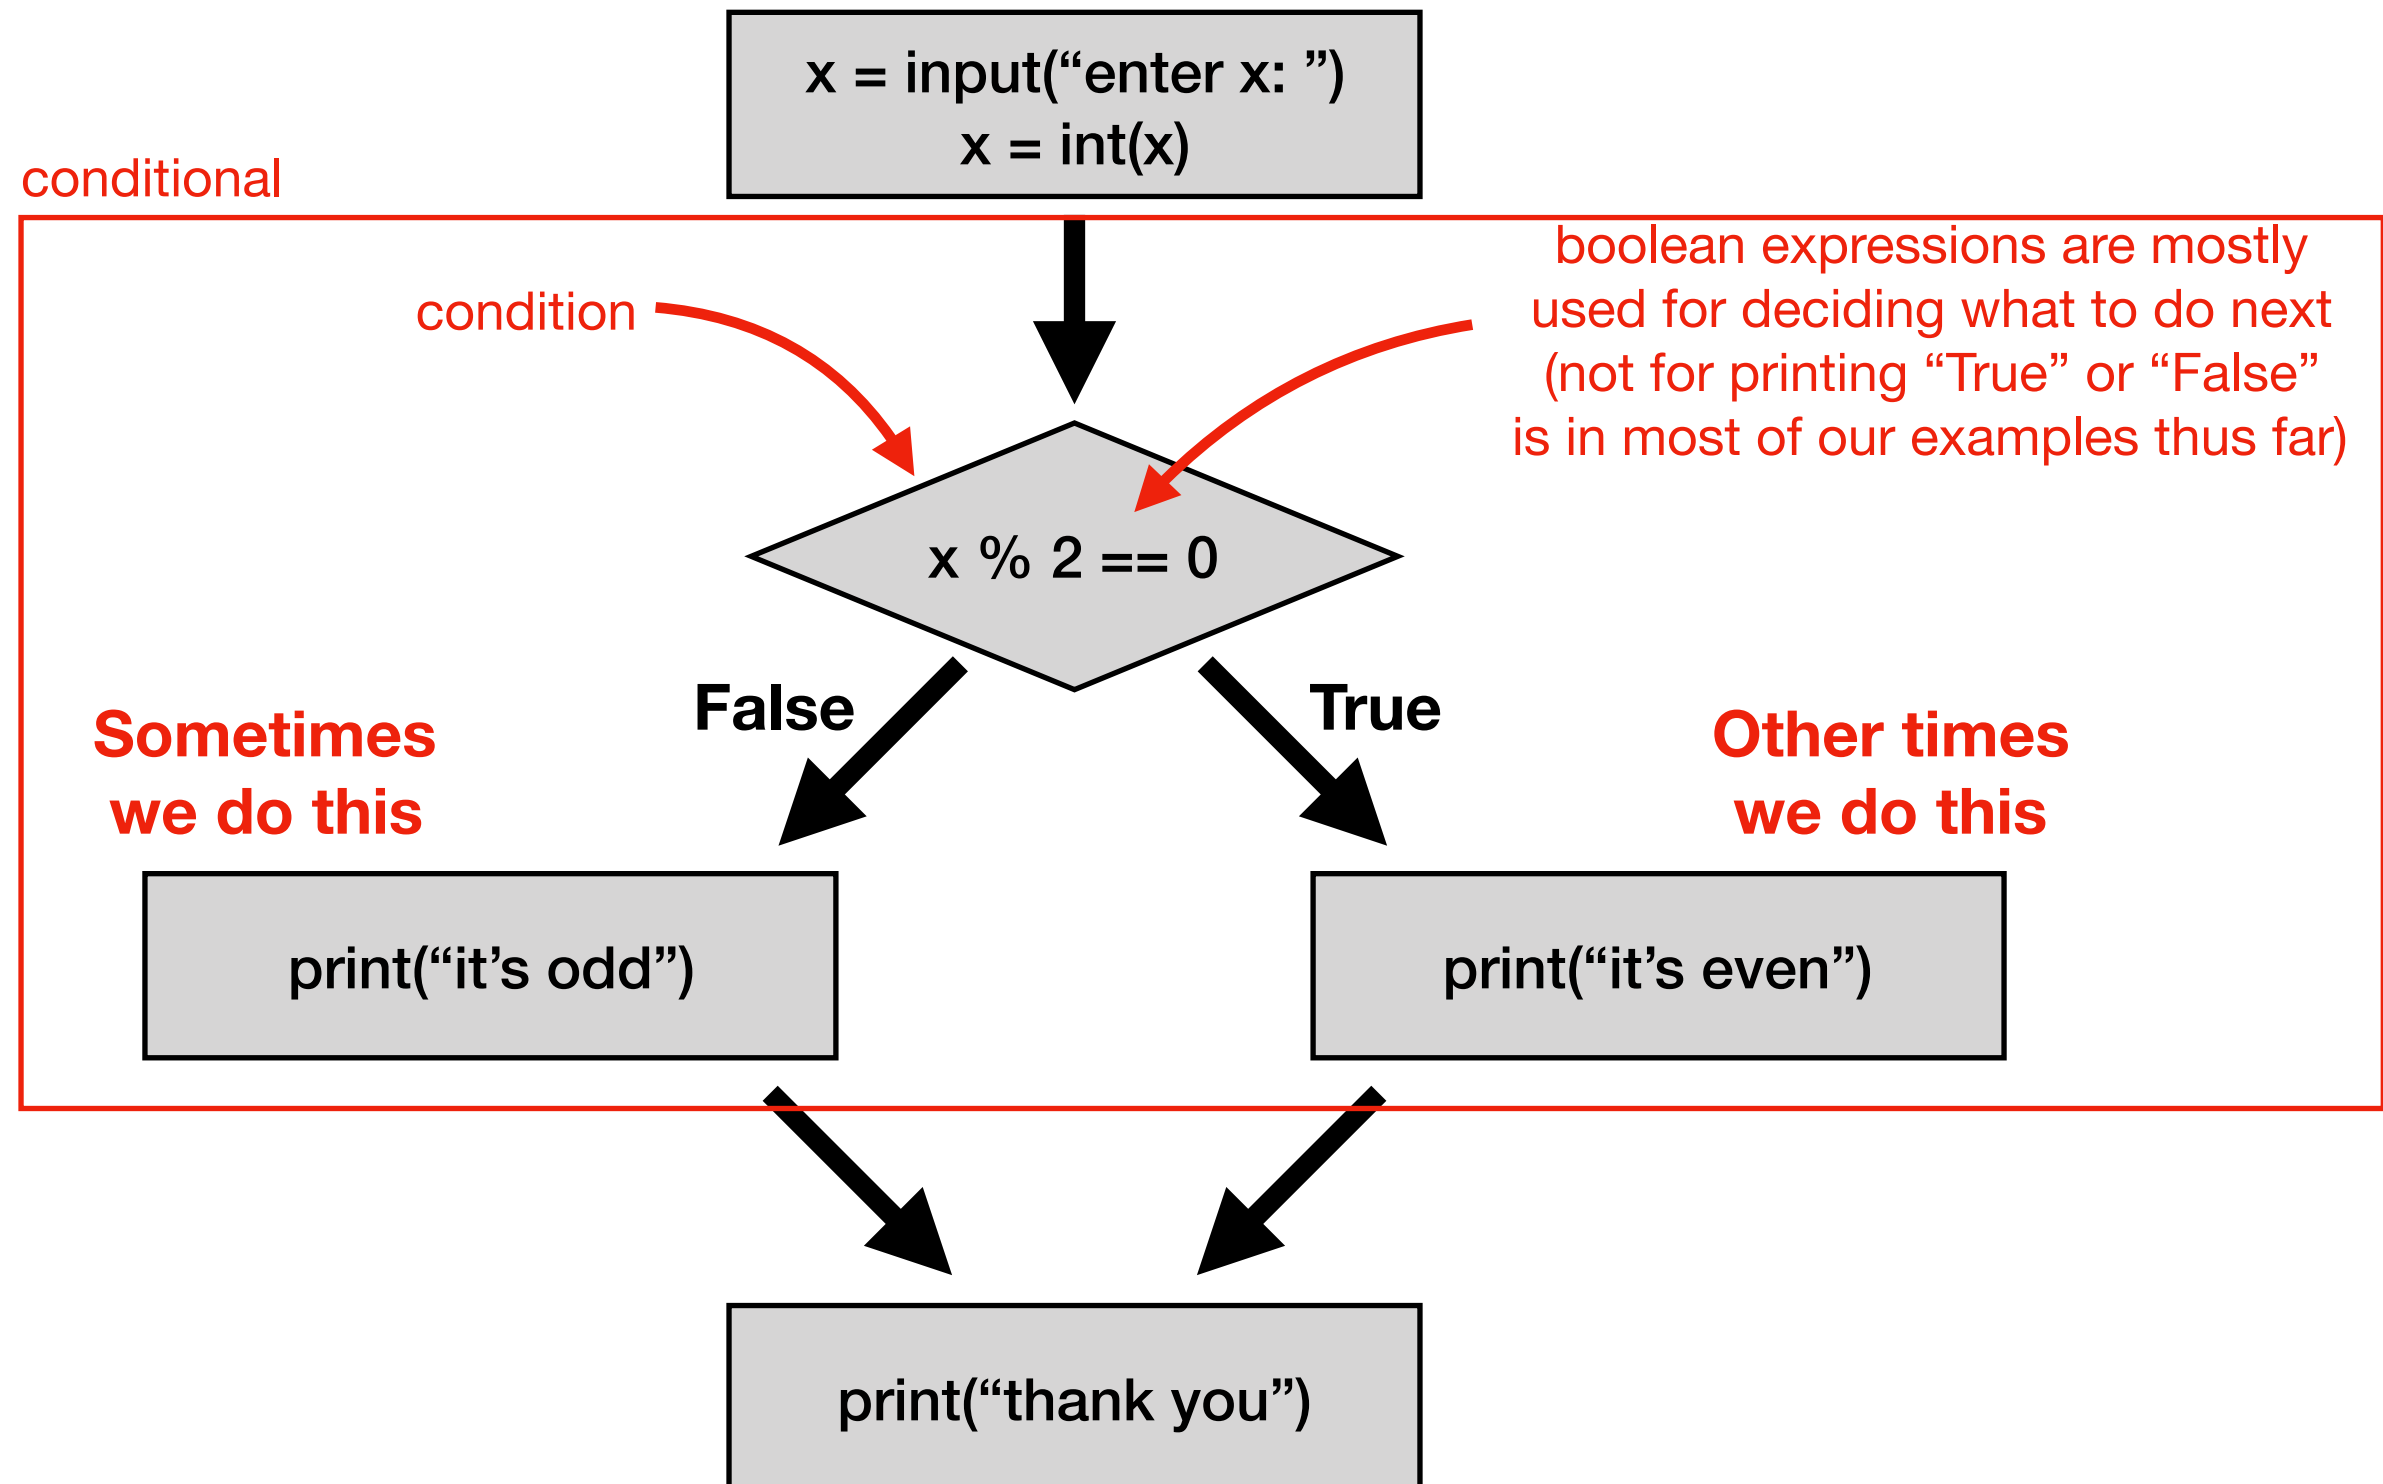 x = input(“enter x: ”)
x = int(x)
conditional
boolean expressions are mostly
used for deciding what to do next
(not for printing “True” or “False”
is in most of our examples thus far)
condition
x % 2 == 0
False
True
Sometimes
we do this
Other times
we do this
print(“it’s odd”)
print(“it’s even”)
print(“thank you”)